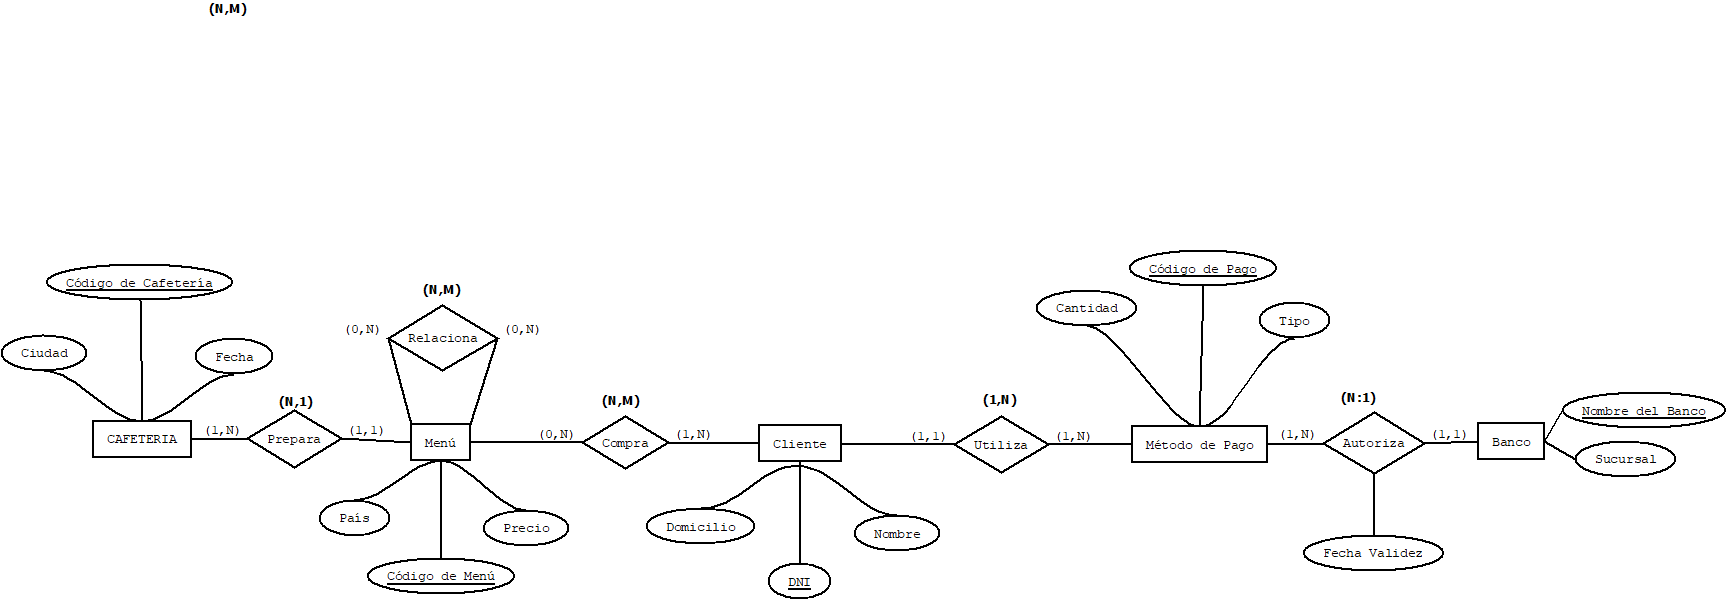 (N,M)
Código de Cafetería
Ciudad
Fecha
CAFETERIA
(1,N)
(N,1)
Prepara
(1,1)
(N,M)
(0,N)
Relaciona
(0,N)
Menú
País
Código de Menú
Precio
(0,N)
(N,M)
Compra
(1,N)
Cliente
Domicilio
DNI
Nombre
(1,1)
(1,N)
Utiliza
(1,N)
Código de Pago
Cantidad
Tipo
Método de Pago
(1,N)
(N:1)
Autoriza
(1,1)
Fecha Validez
Banco
Nombre del Banco
Sucursal